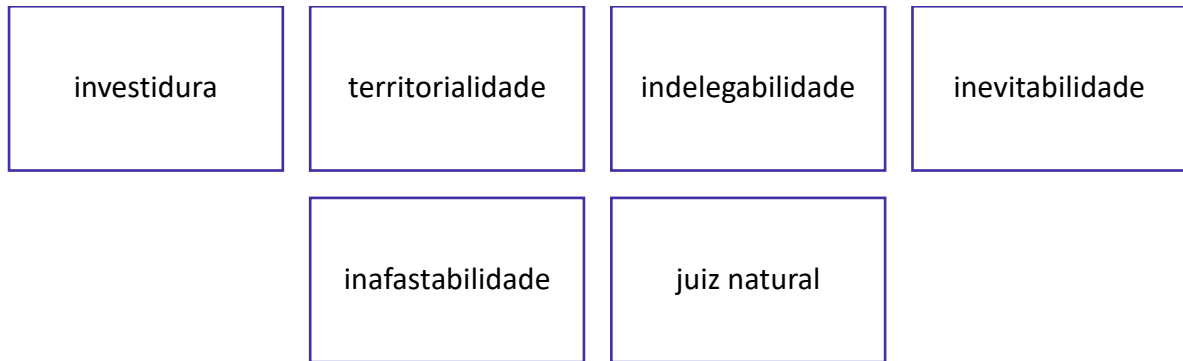 investidura
territorialidade
indelegabilidade
inevitabilidade
inafastabilidade
juiz natural